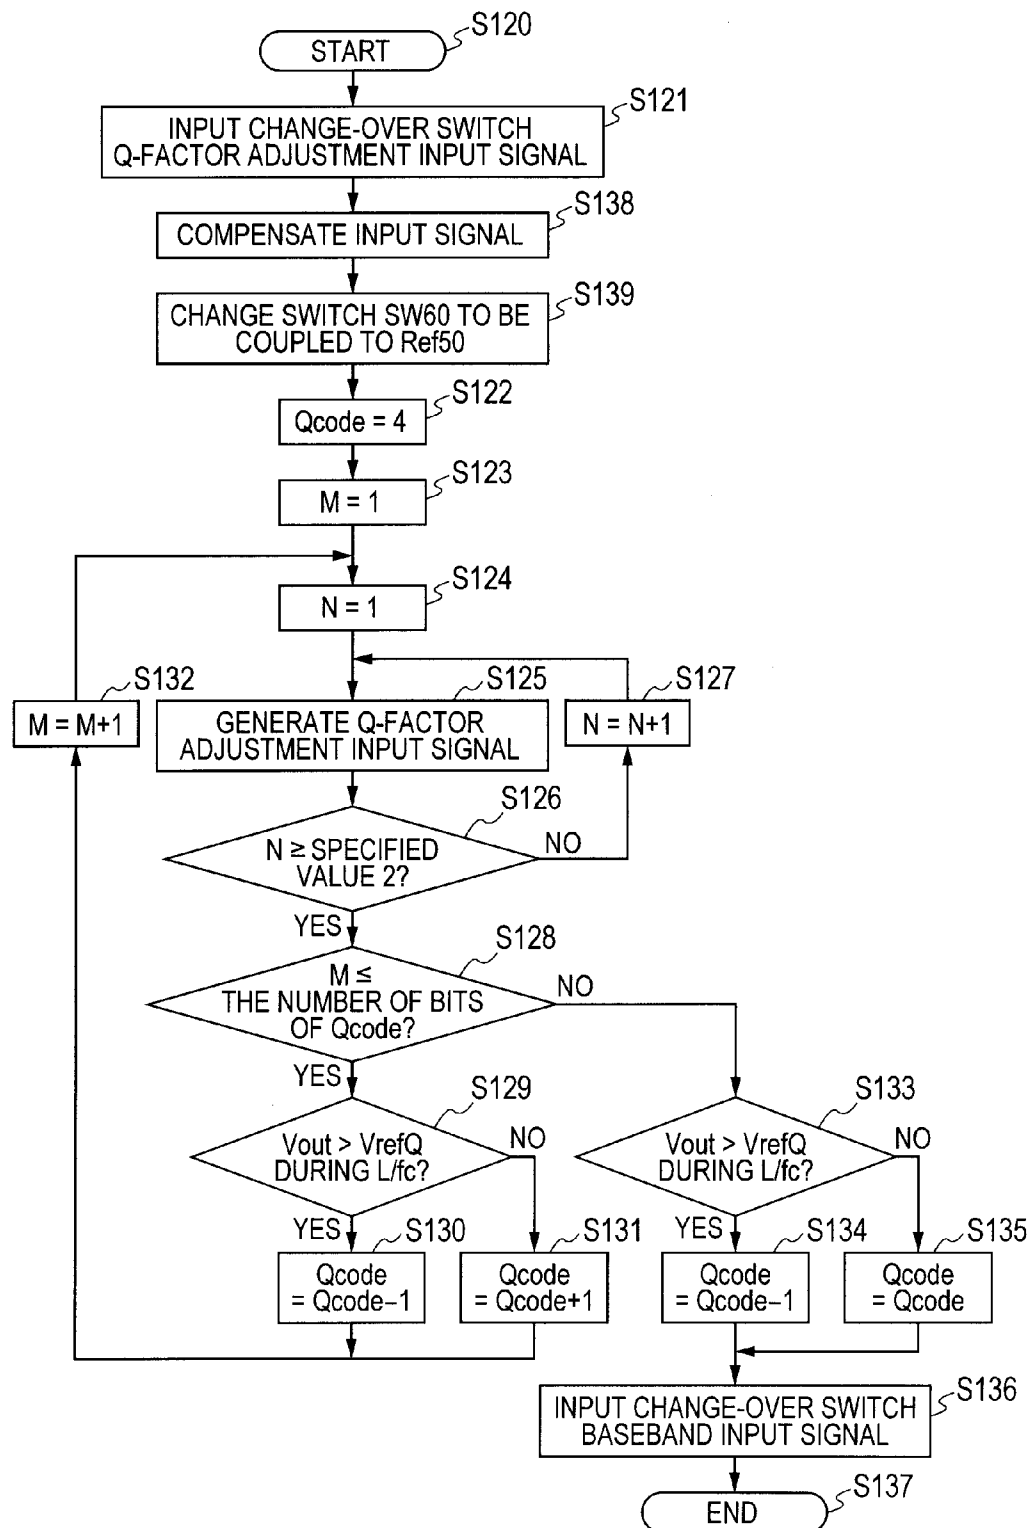 S120
START
S121
INPUT CHANGE-OVER SWITCH
Q-FACTOR ADJUSTMENT INPUT SIGNAL
S138
COMPENSATE INPUT SIGNAL
S139
CHANGE SWITCH SW60 TO BE
COUPLED TO Ref50
S122
Qcode = 4
S123
M = 1
S124
N = 1
S132
M = M+1
S125
GENERATE Q-FACTOR
ADJUSTMENT INPUT SIGNAL
S127
N = N+1
S126
N ≥ SPECIFIED
VALUE 2?
NO
YES
S128
M ≤
THE NUMBER OF BITS
OF Qcode?
NO
YES
S129
Vout > VrefQ
DURING L/fc?
NO
YES
S133
Vout > VrefQ
DURING L/fc?
NO
YES
S130
Qcode
= Qcode−1
S131
Qcode
= Qcode+1
S134
Qcode
= Qcode−1
S135
Qcode
= Qcode
S136
INPUT CHANGE-OVER SWITCH
BASEBAND INPUT SIGNAL
S137
END